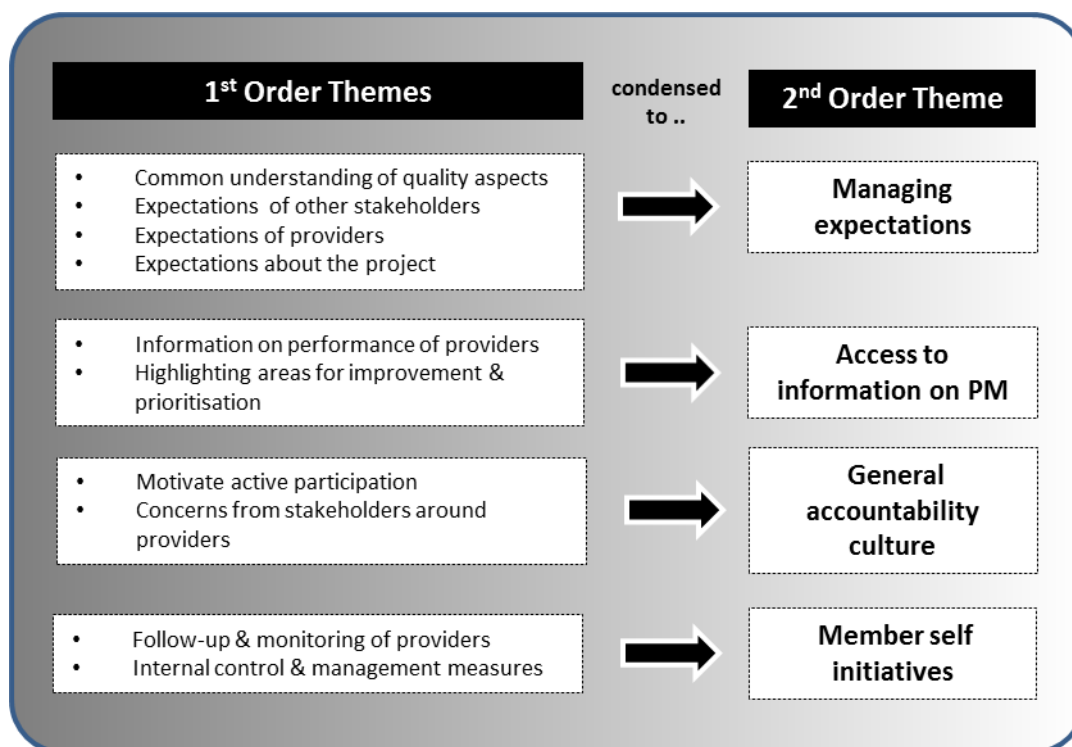 1st Order Themes
condensed
to ..
2nd Order Theme
• Common understanding of quality aspects
• Expectations of other stakeholders
• Expectations of providers
• Expectations about the project
Managing
expectations
• Information on performance of providers
• Highlighting areas for improvement &
prioritisation
Access to
information on PM
• Motivate active participation
• Concerns from stakeholders around
providers
General
accountability
culture
• Follow-up & monitoring of providers
• Internal control & management measures
Member self
initiatives